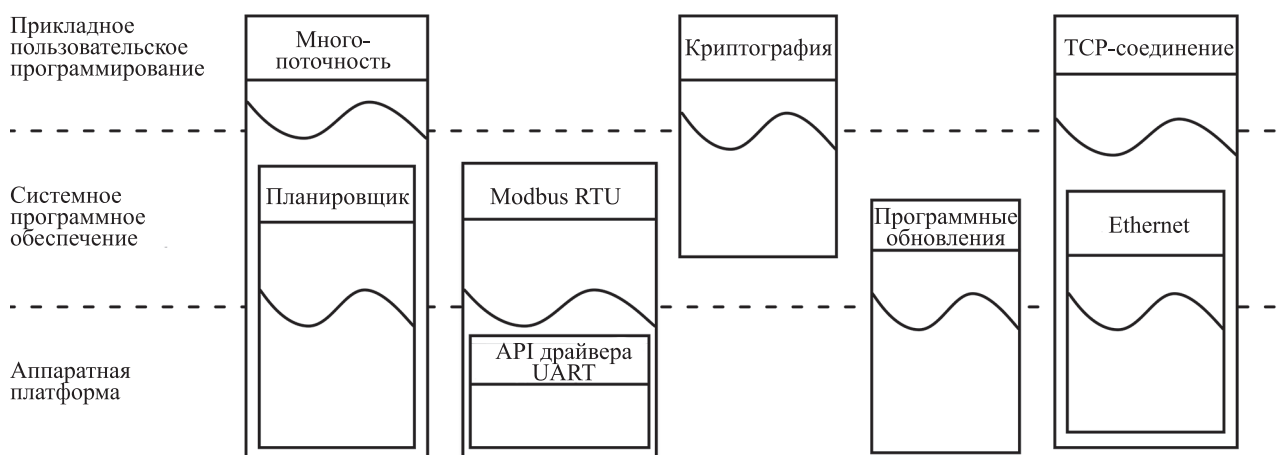 Прикладное
пользовательское
программирование
Много-
поточность
Криптография
TCP-соединение
Системное
программное
обеспечение
Планировщик
Modbus RTU
Программные
обновления
Ethernet
Аппаратная
платформа
API драйвера
UART